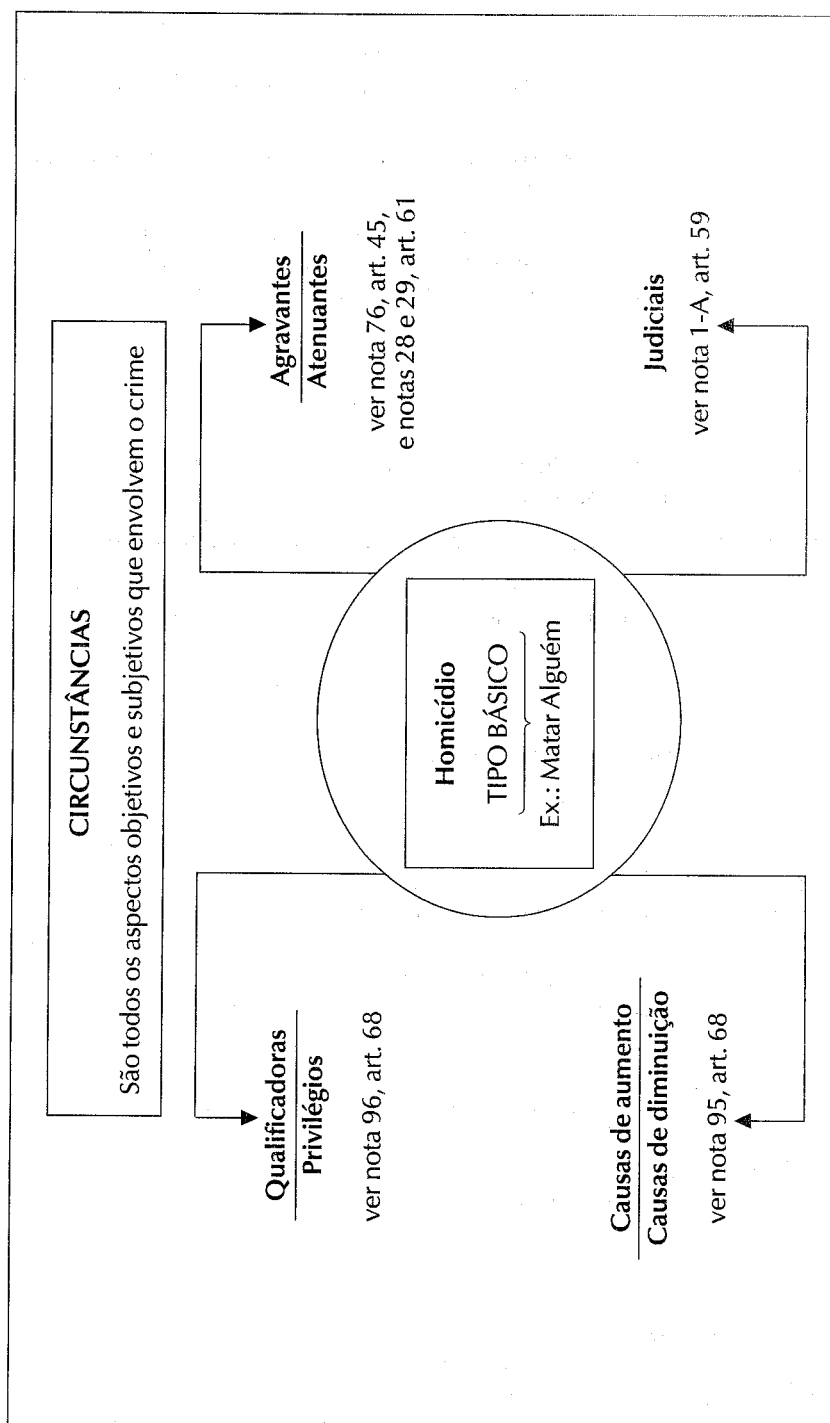 CIRCUNSTÂNCIAS
São todos os aspectos objetivos e subjetivos que envolvem o crime
Qualificadoras
Privilégios
ver nota 96, art. 68
Agravantes
Atenuantes
ver nota 76, art. 45,
e notas 28 e 29, art. 61
Homicídio
TIPO BÁSICO
Ex.: Matar Alguém
Causas de aumento
Causas de diminuição
ver nota 95, art. 68
Judiciais
ver nota 1-A, art. 59